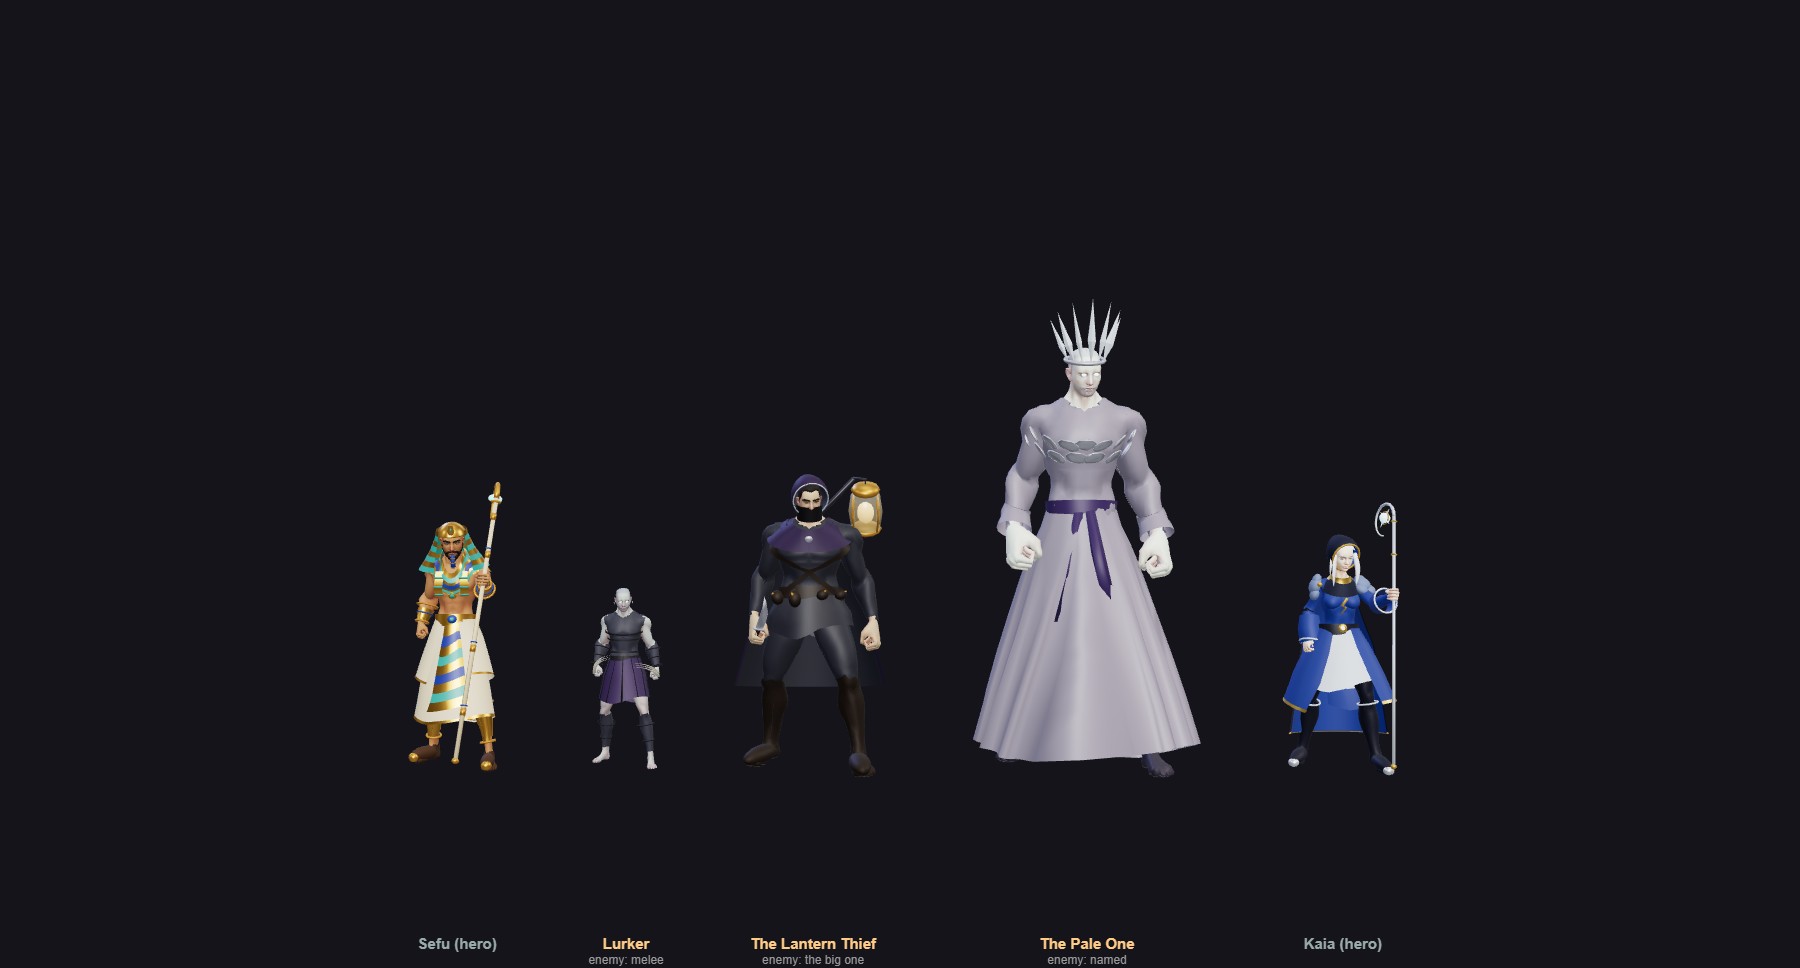 Sefu (hero)
Lurker
enemy: melee
The Lantern Thief
enemy: the big one
The Pale One
enemy: named
Kaia (hero)